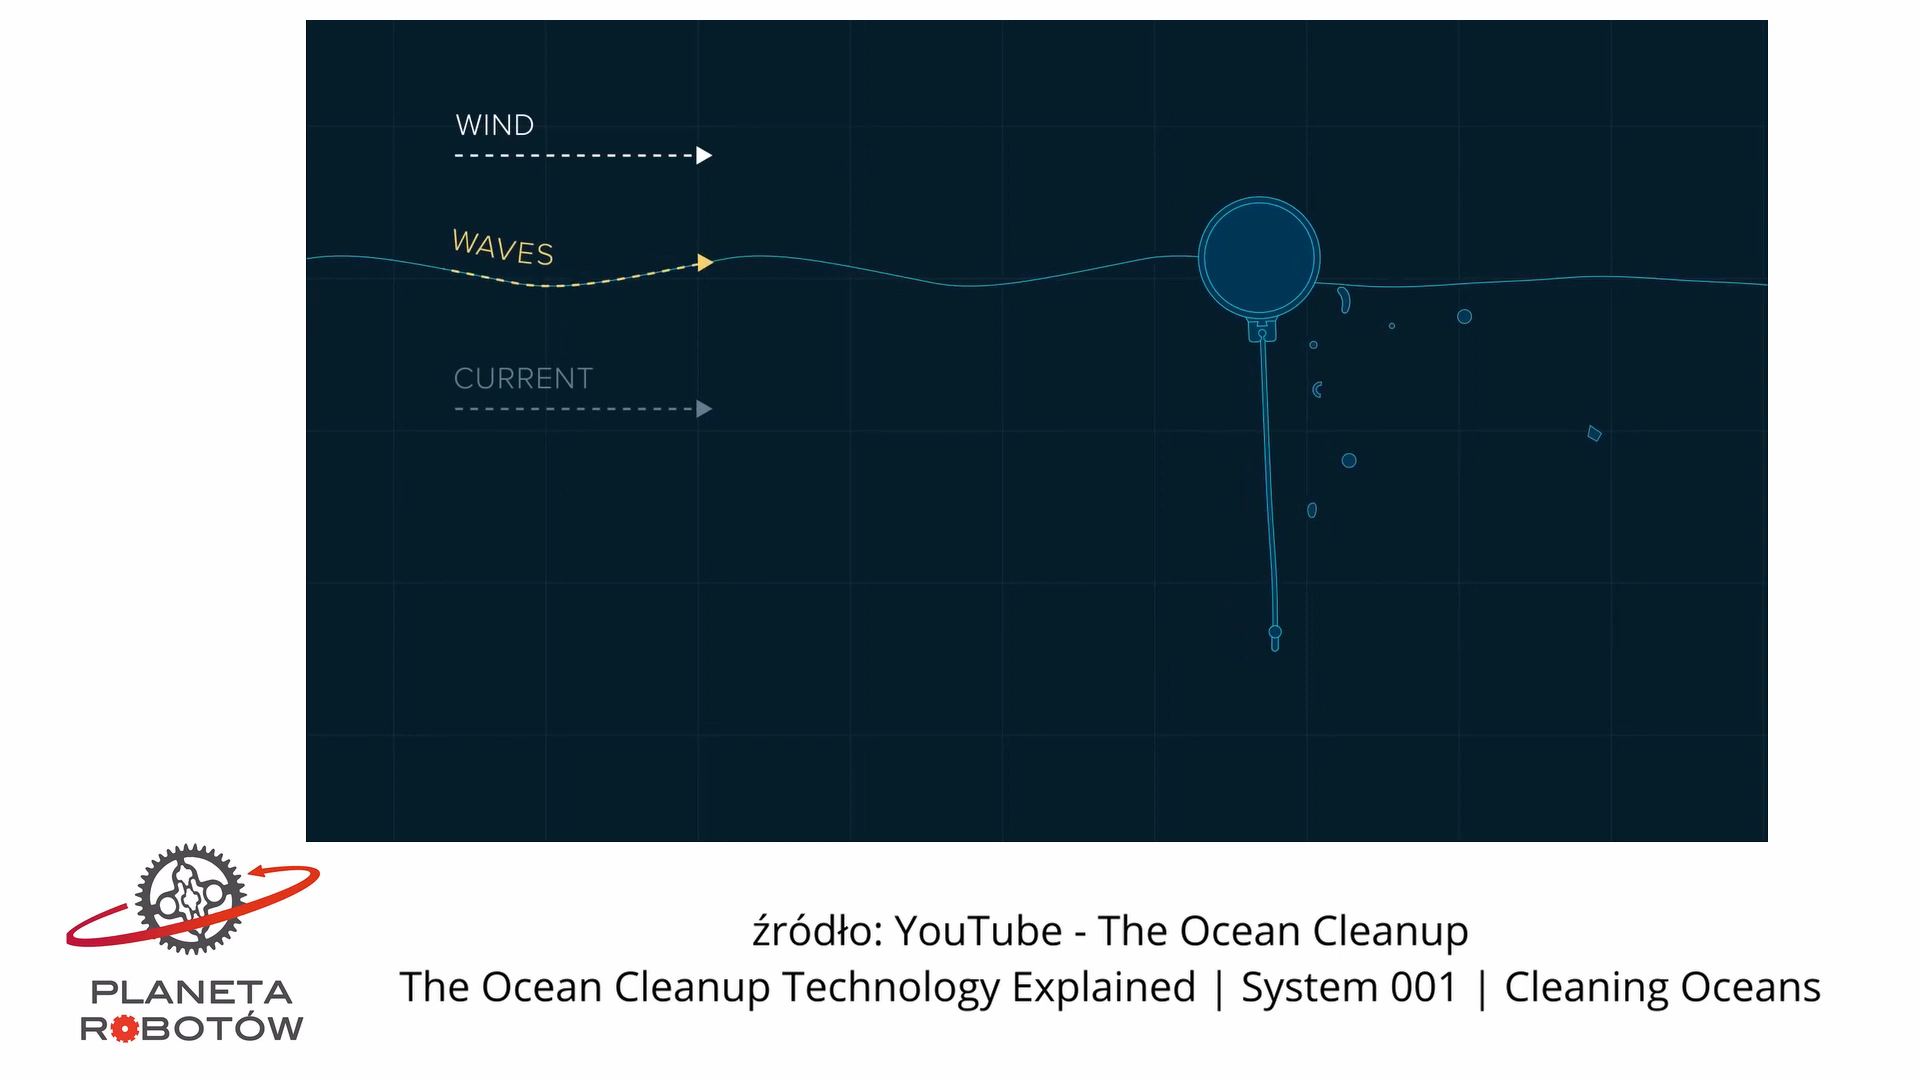 WIND
WAVES
CURRENT
źródło: YouTube - The Ocean Cleanup
The Ocean Cleanup Technology Explained | System 001 | Cleaning Oceans
PLANETA
ROBOTÓW